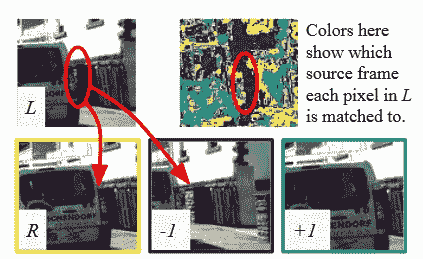 Colors here
show which
source frame
each pixel in L
is matched to.
L
R
-1
+1